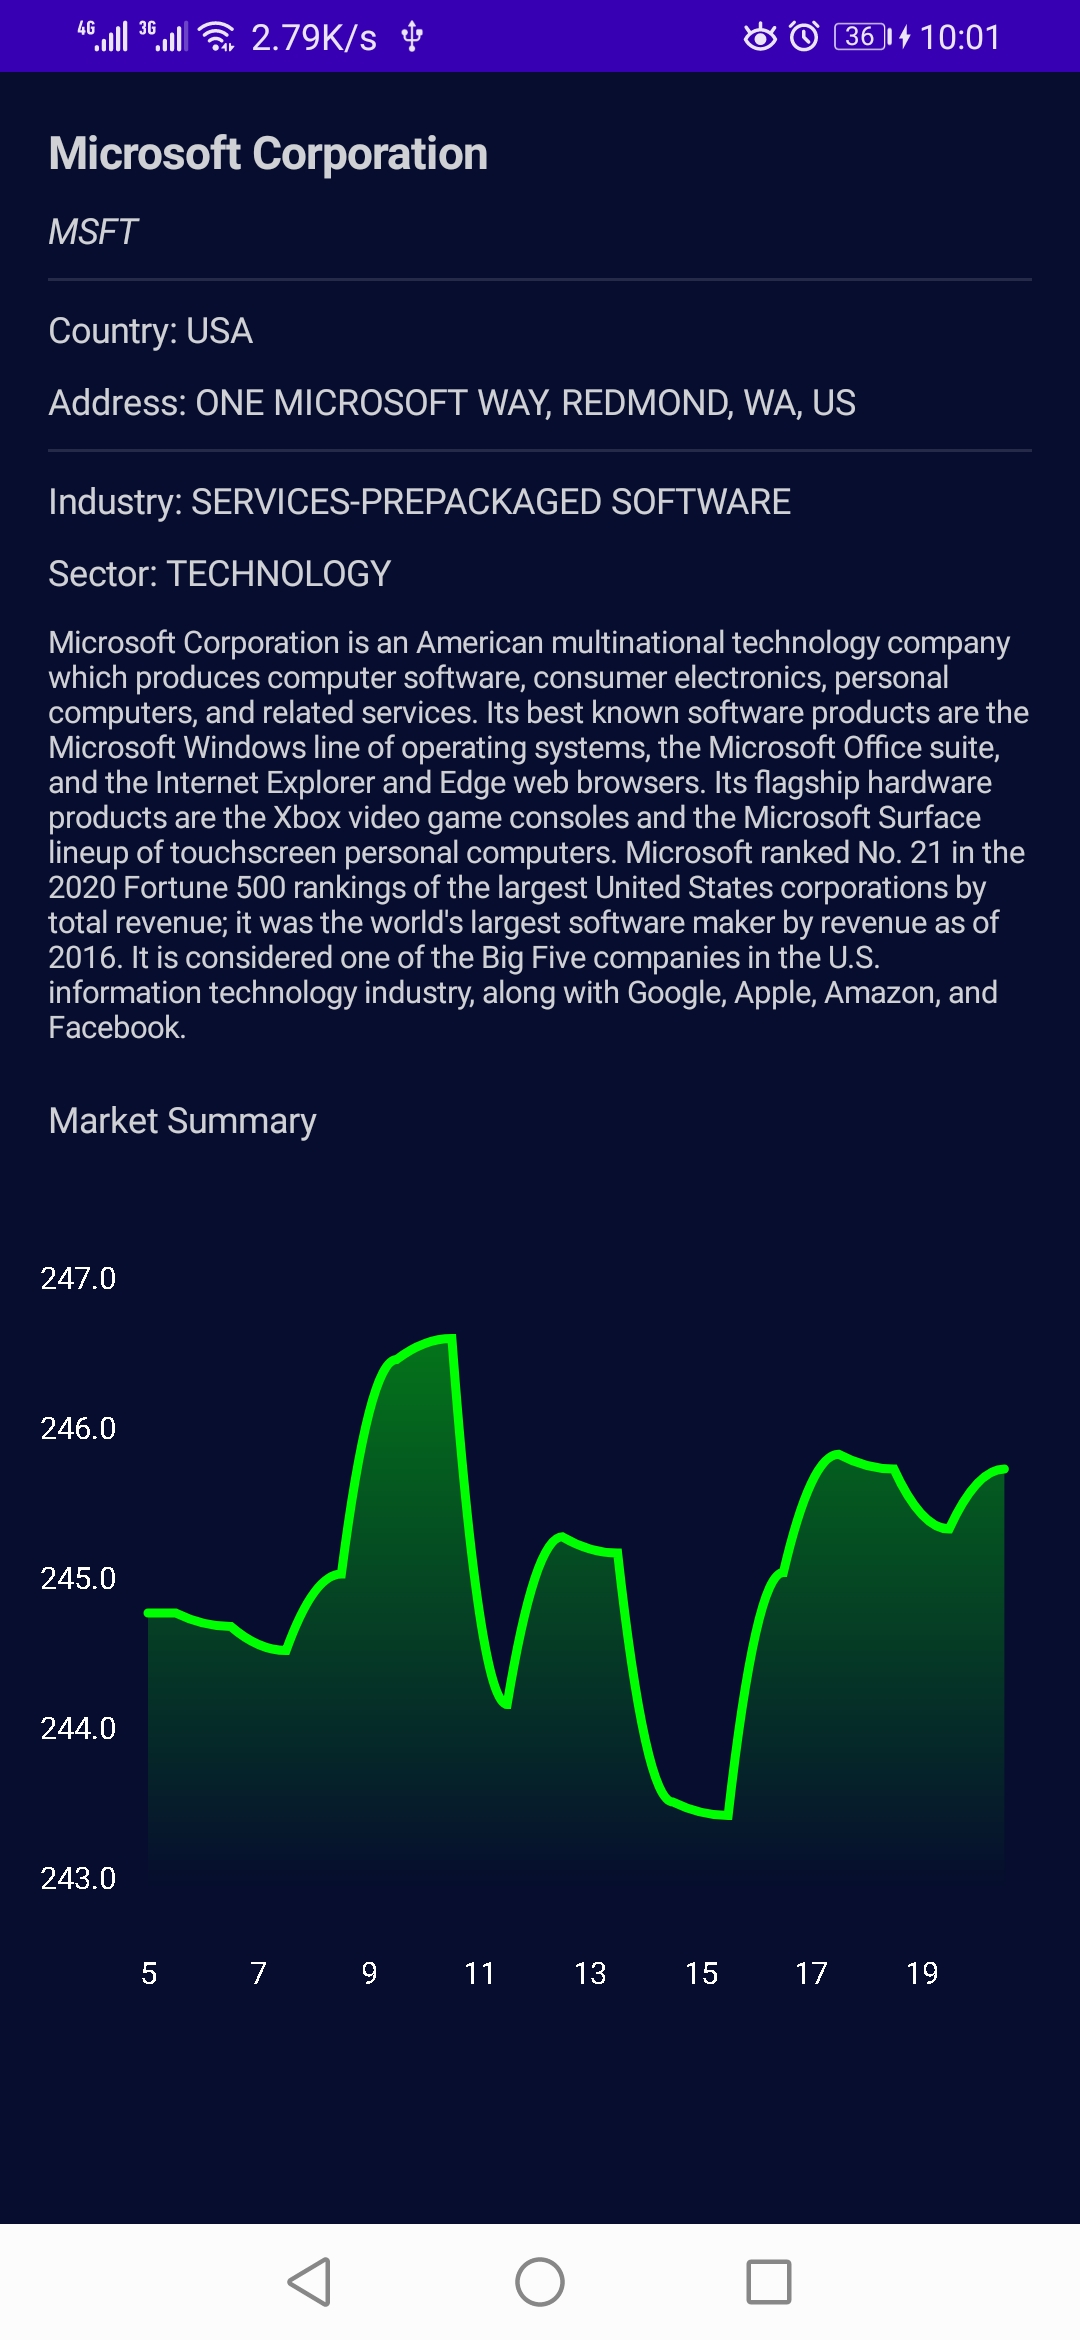 4G 3G 2.79K/s 36 10:01
Microsoft Corporation
MSFT
Country: USA
Address: ONE MICROSOFT WAY, REDMOND, WA, US
Industry: SERVICES-PREPACKAGED SOFTWARE
Sector: TECHNOLOGY
Microsoft Corporation is an American multinational technology company
which produces computer software, consumer electronics, personal
computers, and related services. Its best known software products are the
Microsoft Windows line of operating systems, the Microsoft Office suite,
and the Internet Explorer and Edge web browsers. Its flagship hardware
products are the Xbox video game consoles and the Microsoft Surface
lineup of touchscreen personal computers. Microsoft ranked No. 21 in the
2020 Fortune 500 rankings of the largest United States corporations by
total revenue; it was the world's largest software maker by revenue as of
2016. It is considered one of the Big Five companies in the U.S.
information technology industry, along with Google, Apple, Amazon, and
Facebook.
Market Summary
247.0
246.0
245.0
244.0
243.0
5 7 9 11 13 15 17 19